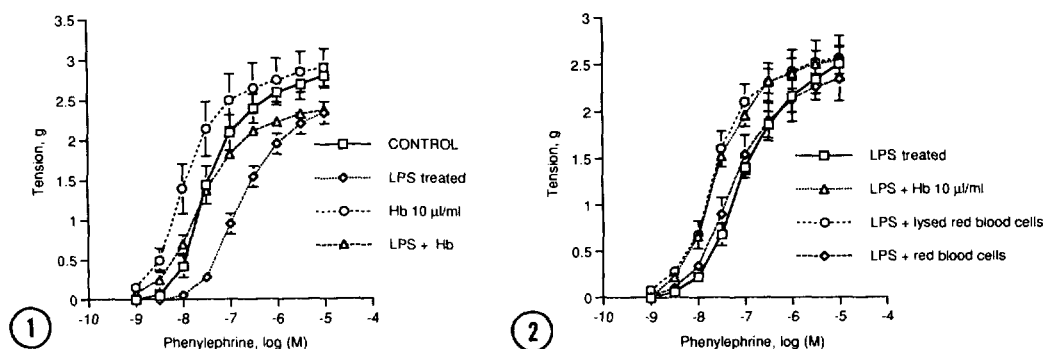 3.5
3
2.5
2
1.5
1
0.5
0
Tension, g
-10 -9 -8 -7 -6 -5 -4
Phenylephrine, log (M)
CONTROL
LPS treated
Hb 10 µl/ml
LPS + Hb
1
3
2.5
2
1.5
1
0.5
0
Tension, g
-10 -9 -8 -7 -6 -5 -4
Phenylephrine, log (M)
LPS treated
LPS + Hb 10 µl/ml
LPS + lysed red blood cells
LPS + red blood cells
2